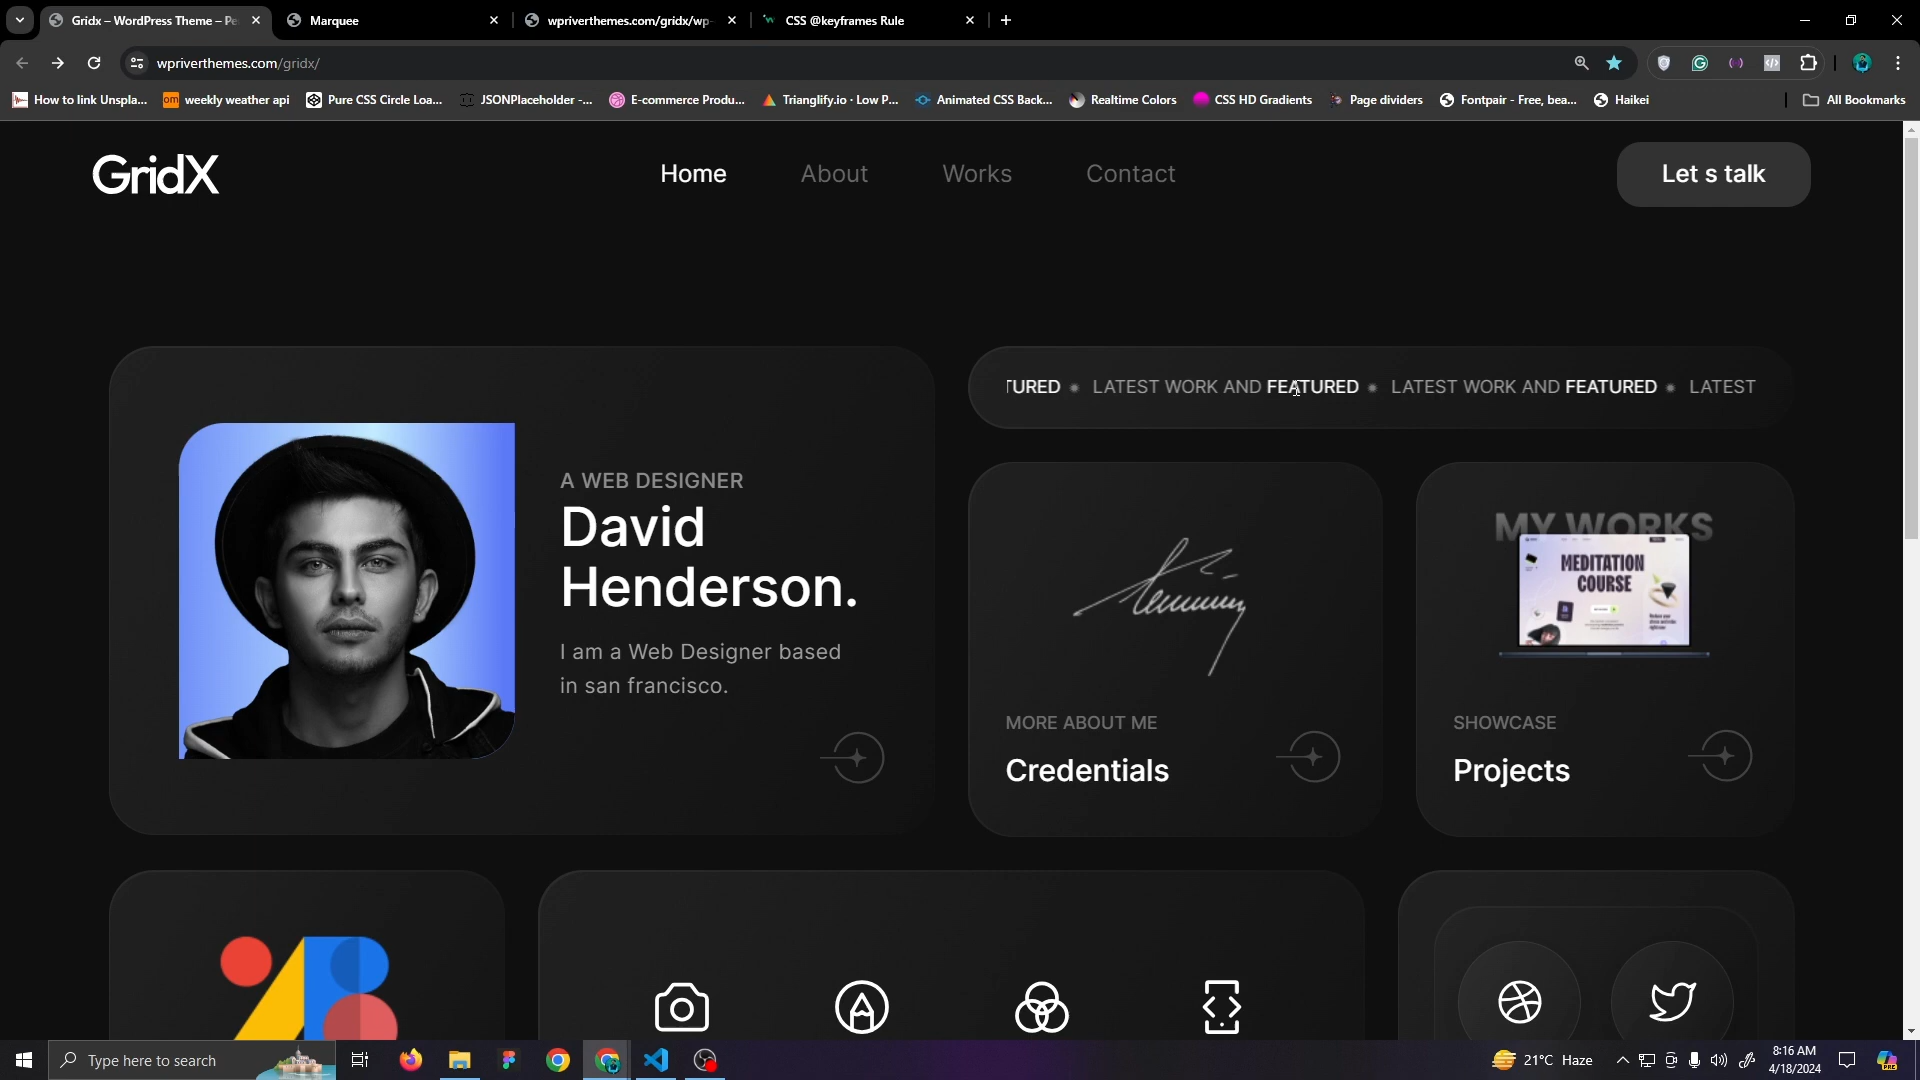 Gridx – WordPress Theme – Pe
Marquee
wpriverthemes.com/gridx/wp-
CSS @keyframes Rule
wpriverthemes.com/gridx/
How to link Unspla...
om weekly weather api
Pure CSS Circle Loa...
JSONPlaceholder -...
E-commerce Produ...
Trianglify.io · Low P...
Animated CSS Back...
Realtime Colors
CSS HD Gradients
Page dividers
Fontpair - Free, bea...
Haikei
All Bookmarks
GridX
Home
About
Works
Contact
Let s talk
TURED
LATEST WORK AND FEATURED
LATEST WORK AND FEATURED
LATEST
A WEB DESIGNER
David
Henderson.
I am a Web Designer based
in san francisco.
MORE ABOUT ME
Credentials
MY WORKS
MEDITATION
COURSE
SHOWCASE
Projects
Type here to search
21°C Haze
8:16 AM
4/18/2024